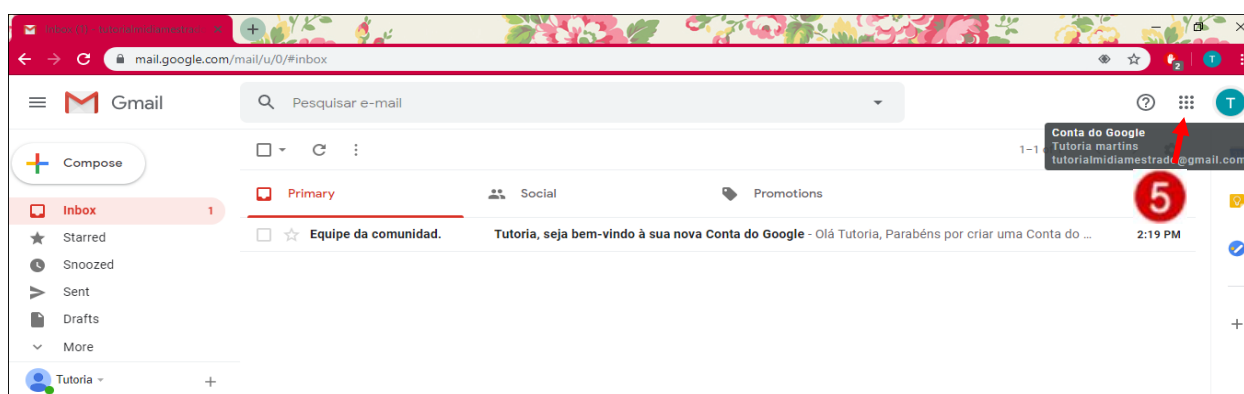 mail.google.com/mail/u/0/#inbox
2
T
Gmail
Pesquisar e-mail
T
Conta do Google
Tutoria martins
tutorialmidiamestrado@gmail.com
Compose
1–1
Primary
Social
Promotions
5
Inbox
1
Equipe da comunidad.
Tutoria, seja bem-vindo à sua nova Conta do Google - Olá Tutoria, Parabéns por criar uma Conta do ...
2:19 PM
Starred
Snoozed
Sent
Drafts
More
Tutoria